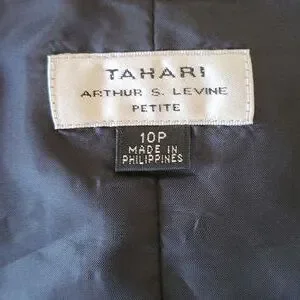 TAHARI
ARTHUR S. LEVINE
PETITE
10P
MADE IN
PHILIPPINES